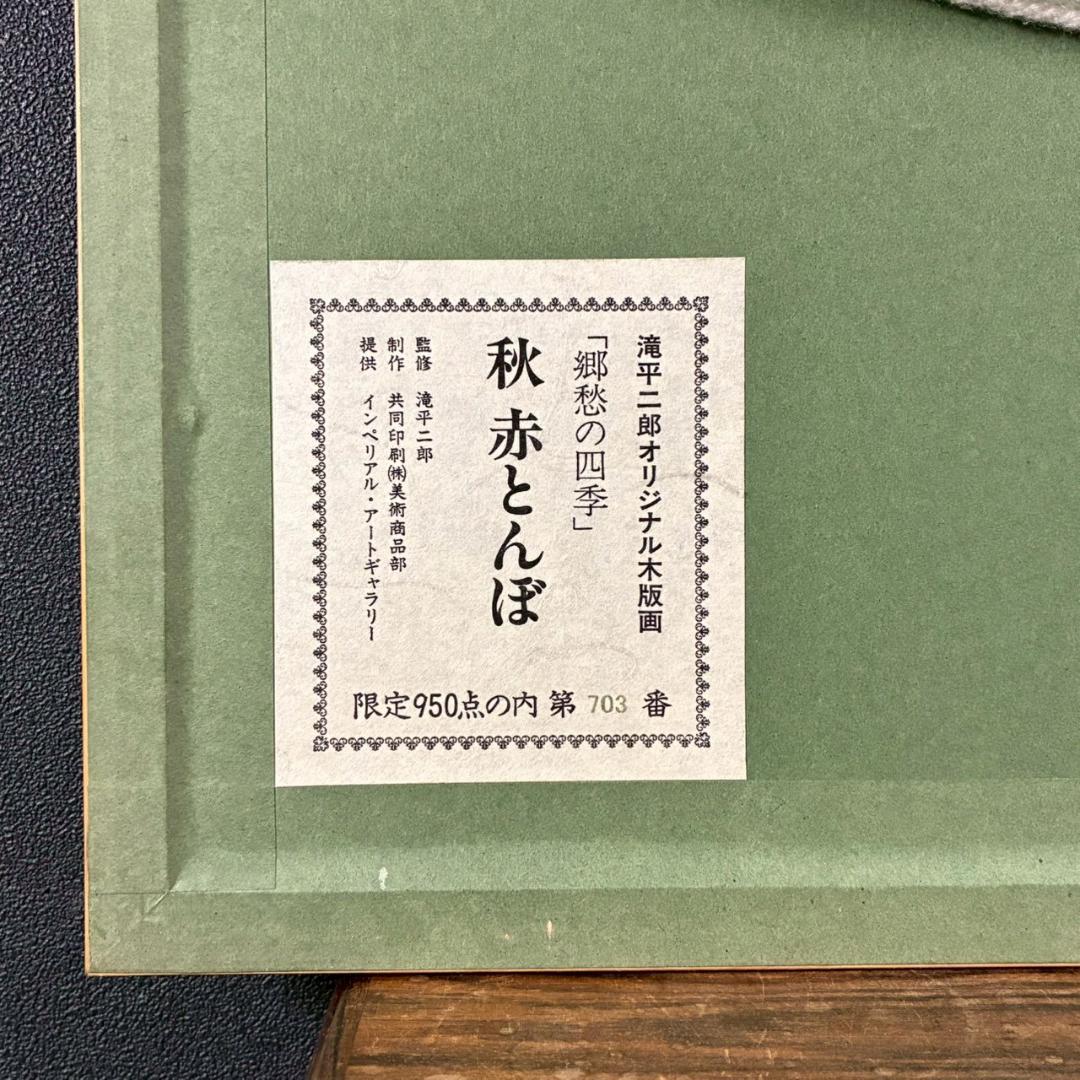 滝平二郎オリジナル木版画
「郷愁の四季」
秋 赤とんぼ
監修 滝平二郎
制作 共同印刷㈱美術商品部
提供 インペリアル・アートギャラリー
限定950点の内 第 703 番